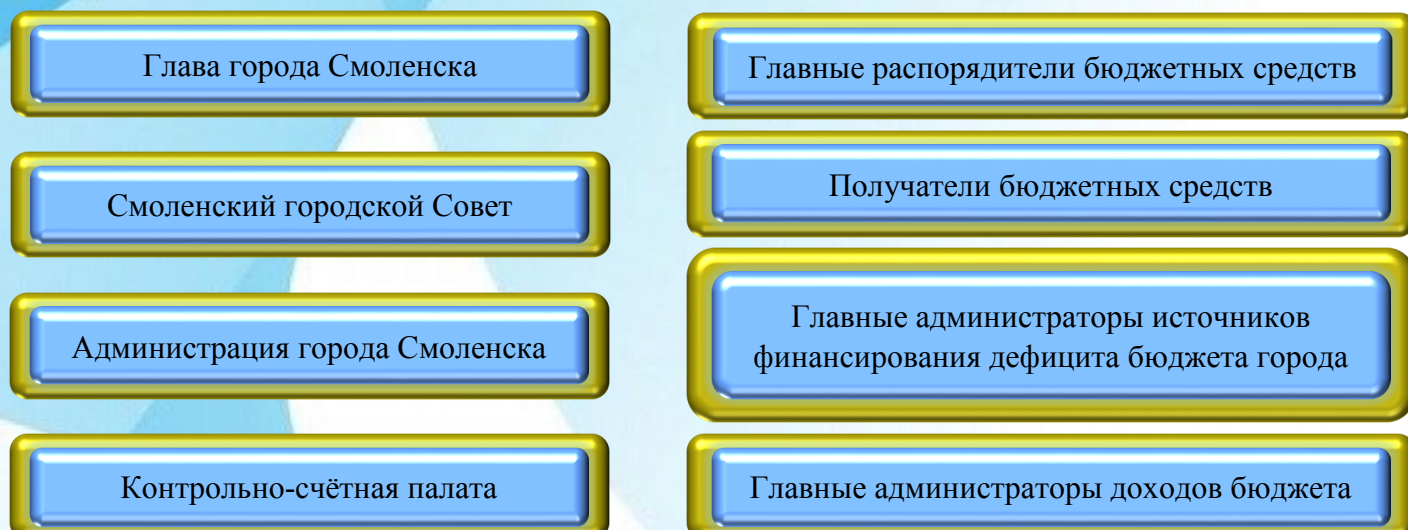 Глава города Смоленска
Смоленский городской Совет
Администрация города Смоленска
Контрольно-счётная палата
Главные распорядители бюджетных средств
Получатели бюджетных средств
Главные администраторы источников
финансирования дефицита бюджета города
Главные администраторы доходов бюджета